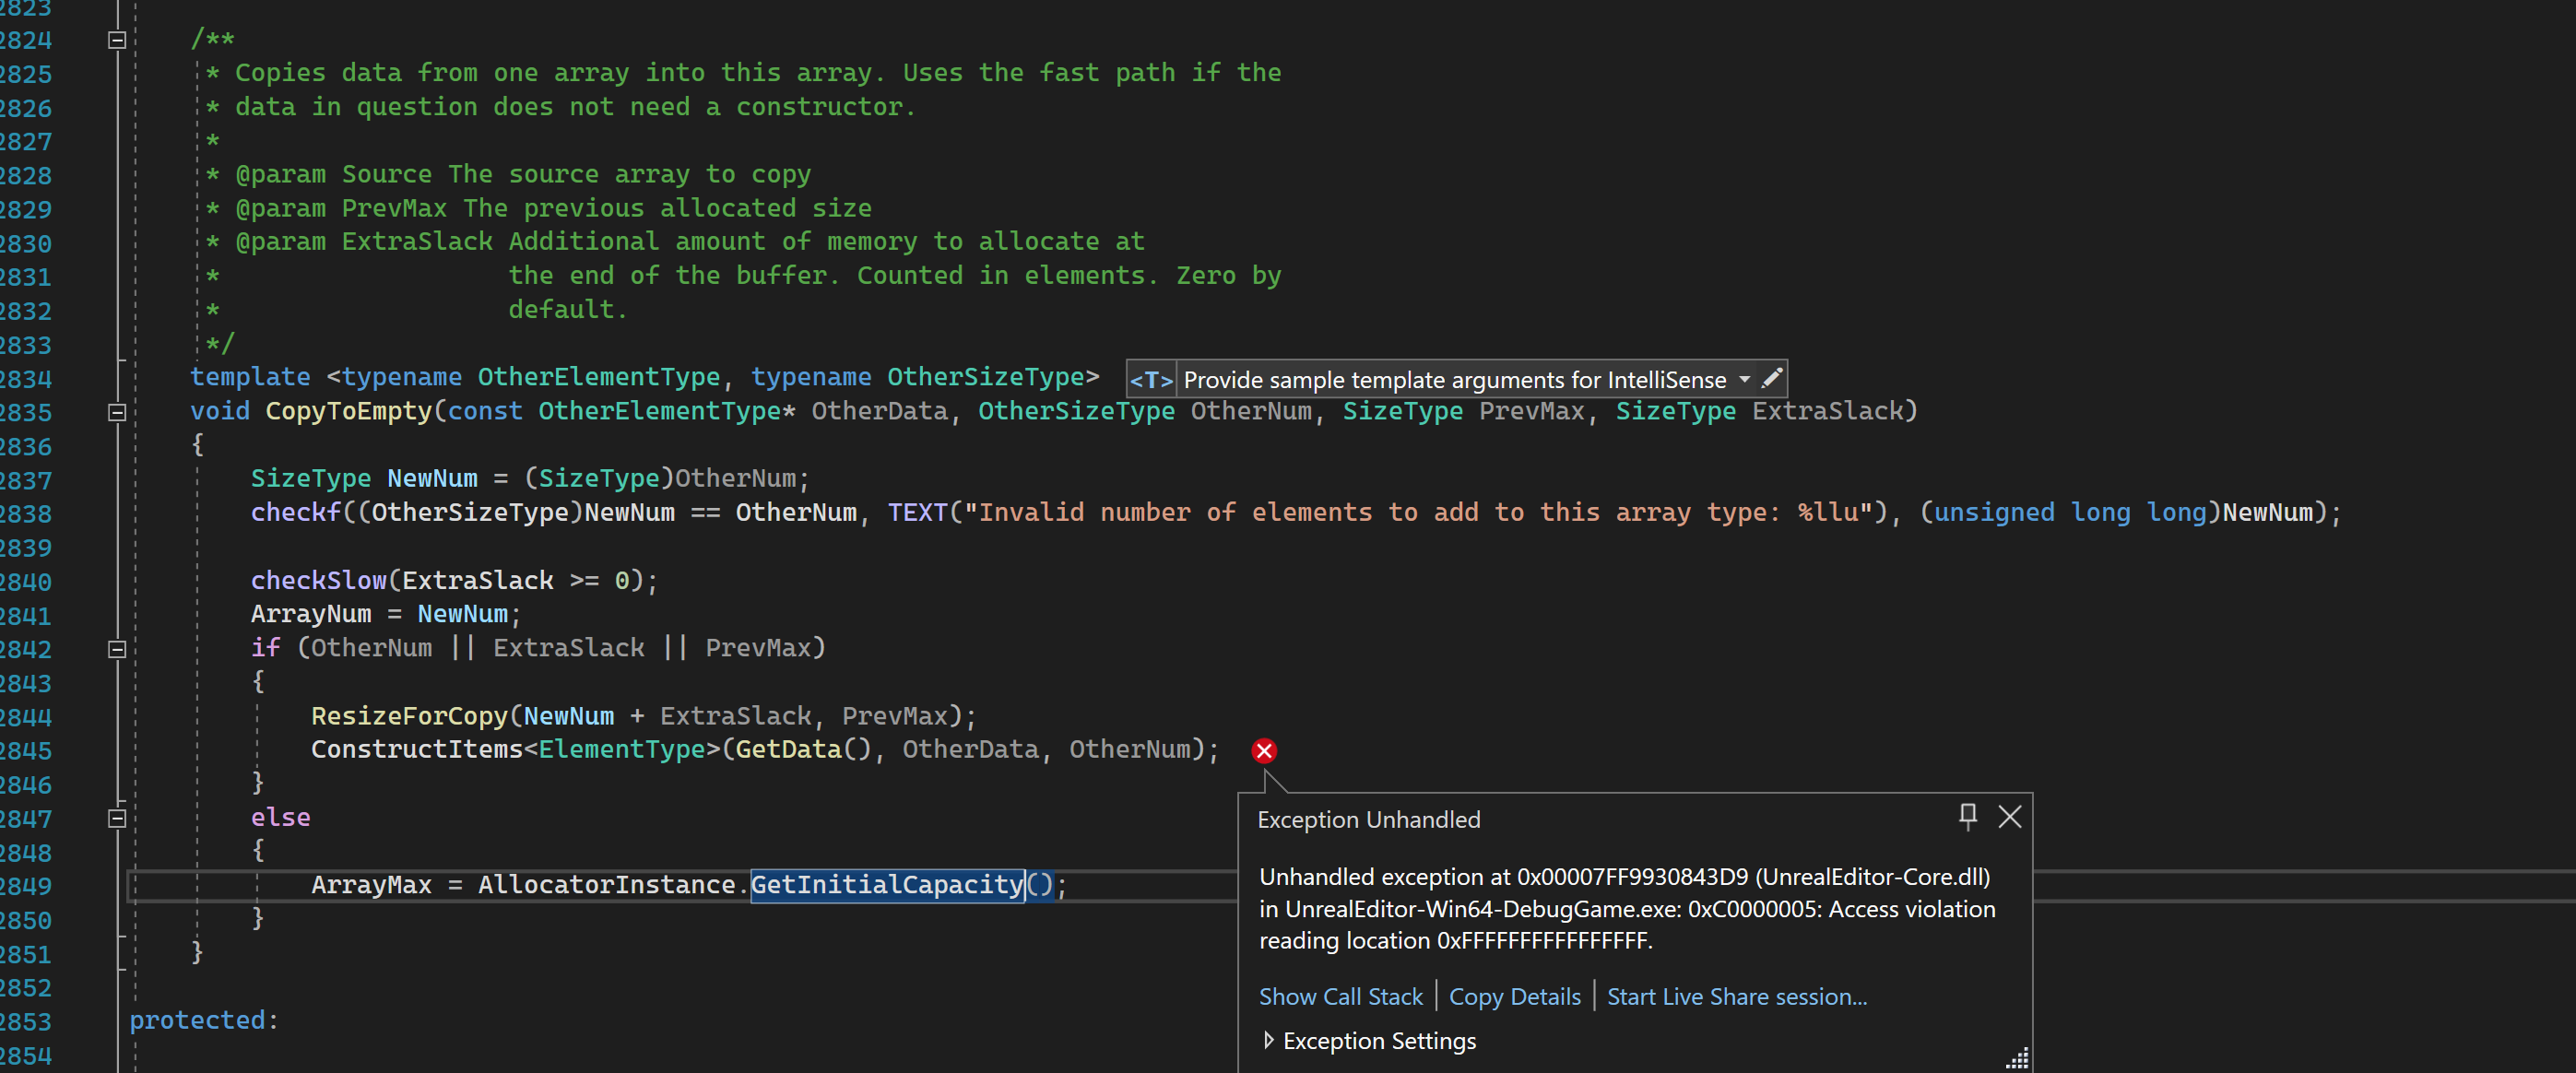 2823
2824 /**
2825 * Copies data from one array into this array. Uses the fast path if the
2826 * data in question does not need a constructor.
2827 *
2828 * @param Source The source array to copy
2829 * @param PrevMax The previous allocated size
2830 * @param ExtraSlack Additional amount of memory to allocate at
2831 * the end of the buffer. Counted in elements. Zero by
2832 * default.
2833 */
2834 template <typename OtherElementType, typename OtherSizeType> <T> Provide sample template arguments for IntelliSense
2835 void CopyToEmpty(const OtherElementType* OtherData, OtherSizeType OtherNum, SizeType PrevMax, SizeType ExtraSlack)
2836 {
2837 SizeType NewNum = (SizeType)OtherNum;
2838 checkf((OtherSizeType)NewNum == OtherNum, TEXT("Invalid number of elements to add to this array type: %llu"), (unsigned long long)NewNum);
2839
2840 checkSlow(ExtraSlack >= 0);
2841 ArrayNum = NewNum;
2842 if (OtherNum || ExtraSlack || PrevMax)
2843 {
2844 ResizeForCopy(NewNum + ExtraSlack, PrevMax);
2845 ConstructItems<ElementType>(GetData(), OtherData, OtherNum);
2846 }
2847 else
2848 {
2849 ArrayMax = AllocatorInstance.GetInitialCapacity();
2850 }
2851 }
2852
2853 protected:
2854
Exception Unhandled
Unhandled exception at 0x00007FF9930843D9 (UnrealEditor-Core.dll)
in UnrealEditor-Win64-DebugGame.exe: 0xC0000005: Access violation
reading location 0xFFFFFFFFFFFFFFFF.
Show Call Stack | Copy Details | Start Live Share session...
Exception Settings